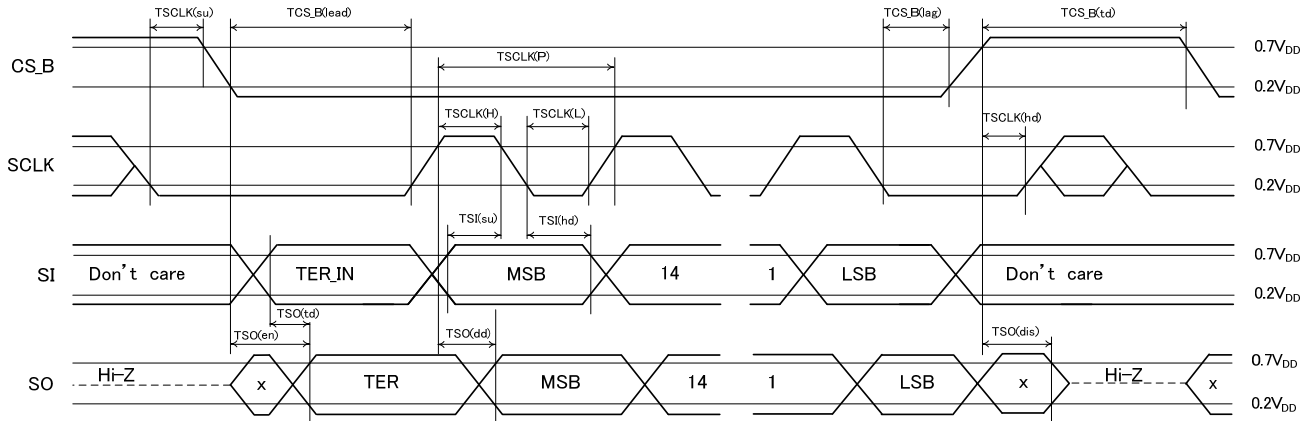 TSCLK(su) TCS_B(lead) TCS_B(lag) TCS_B(td)
CS_B TSCLK(P) 0.7VDD
0.2VDD
TSCLK(H) TSCLK(L) TSCLK(hd)
SCLK 0.7VDD
0.2VDD
TSI(su) TSI(hd)
SI Don't care TER_IN MSB 14 1 LSB Don't care 0.7VDD
0.2VDD
TSO(td)
TSO(en) TSO(dd) TSO(dis)
SO Hi-Z x TER MSB 14 1 LSB x Hi-Z x 0.7VDD
0.2VDD